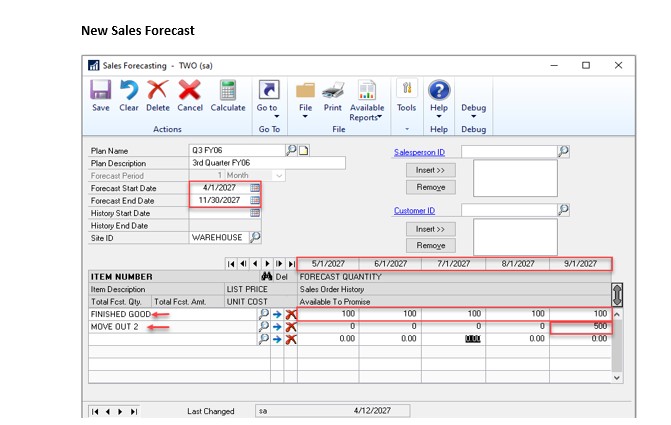 New Sales Forecast
Sales Forecasting - TWO (sa)
Save Clear Delete Cancel Calculate Go to File Print Available Reports Tools Help Debug
Actions Go To File Help Debug
Plan Name Q3 FY06 Salesperson ID
Plan Description 3rd Quarter FY06
Forecast Period 1 Month Insert >>
Forecast Start Date 4/1/2027 Remove
Forecast End Date 11/30/2027
History Start Date Customer ID
History End Date Insert >>
Site ID WAREHOUSE Remove
5/1/2027 6/1/2027 7/1/2027 8/1/2027 9/1/2027
ITEM NUMBER Del FORECAST QUANTITY
Item Description LIST PRICE Sales Order History
Total Fcst. Qty. Total Fcst. Amt. UNIT COST Available To Promise
FINISHED GOOD 100 100 100 100 100
MOVE OUT 2 0 0 0 0 500
0.00 0.00 0.00 0.00 0.00
Last Changed sa 4/12/2027